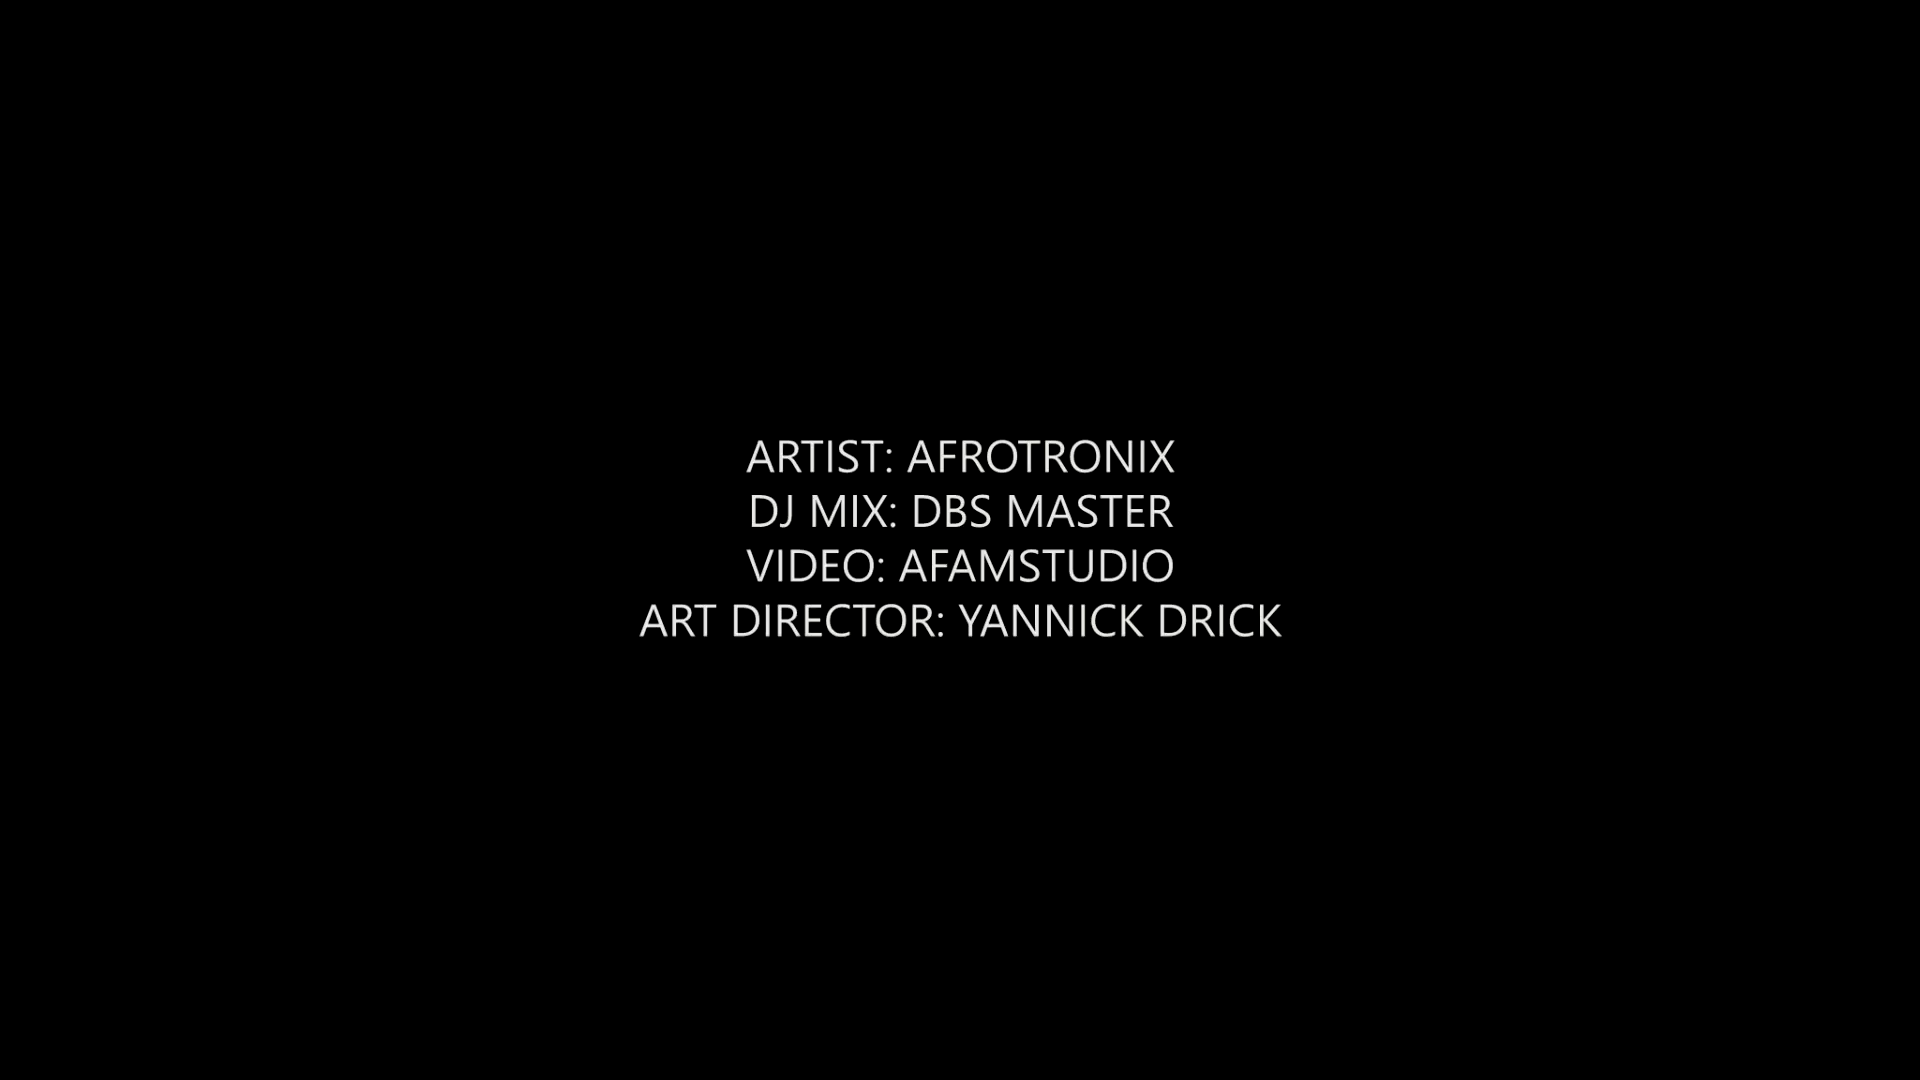 ARTIST: AFROTRONIX
DJ MIX: DBS MASTER
VIDEO: AFAMSTUDIO
ART DIRECTOR: YANNICK DRICK